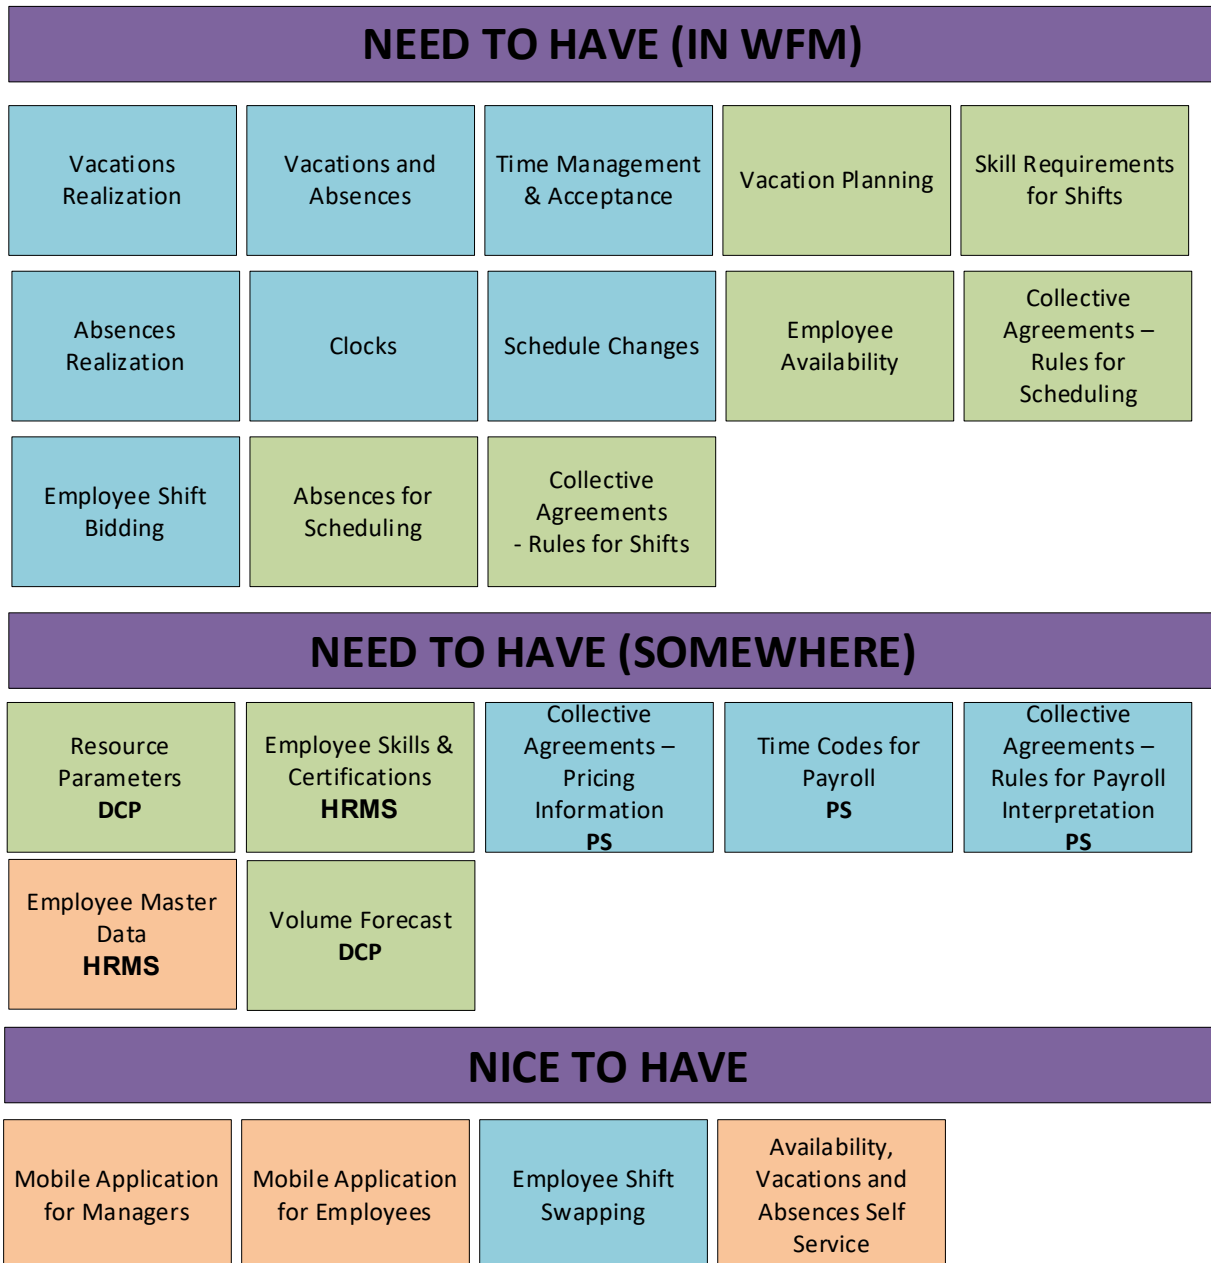 NEED TO HAVE (IN WFM)
Vacations
Realization
Vacations and
Absences
Time Management
& Acceptance
Vacation Planning
Skill Requirements
for Shifts
Absences
Realization
Clocks
Schedule Changes
Employee
Availability
Collective
Agreements –
Rules for
Scheduling
Employee Shift
Bidding
Absences for
Scheduling
Collective
Agreements
- Rules for Shifts
NEED TO HAVE (SOMEWHERE)
Resource
Parameters
DCP
Employee Skills &
Certifications
HRMS
Collective
Agreements –
Pricing
Information
PS
Time Codes for
Payroll
PS
Collective
Agreements –
Rules for Payroll
Interpretation
PS
Employee Master
Data
HRMS
Volume Forecast
DCP
NICE TO HAVE
Mobile Application
for Managers
Mobile Application
for Employees
Employee Shift
Swapping
Availability,
Vacations and
Absences Self
Service